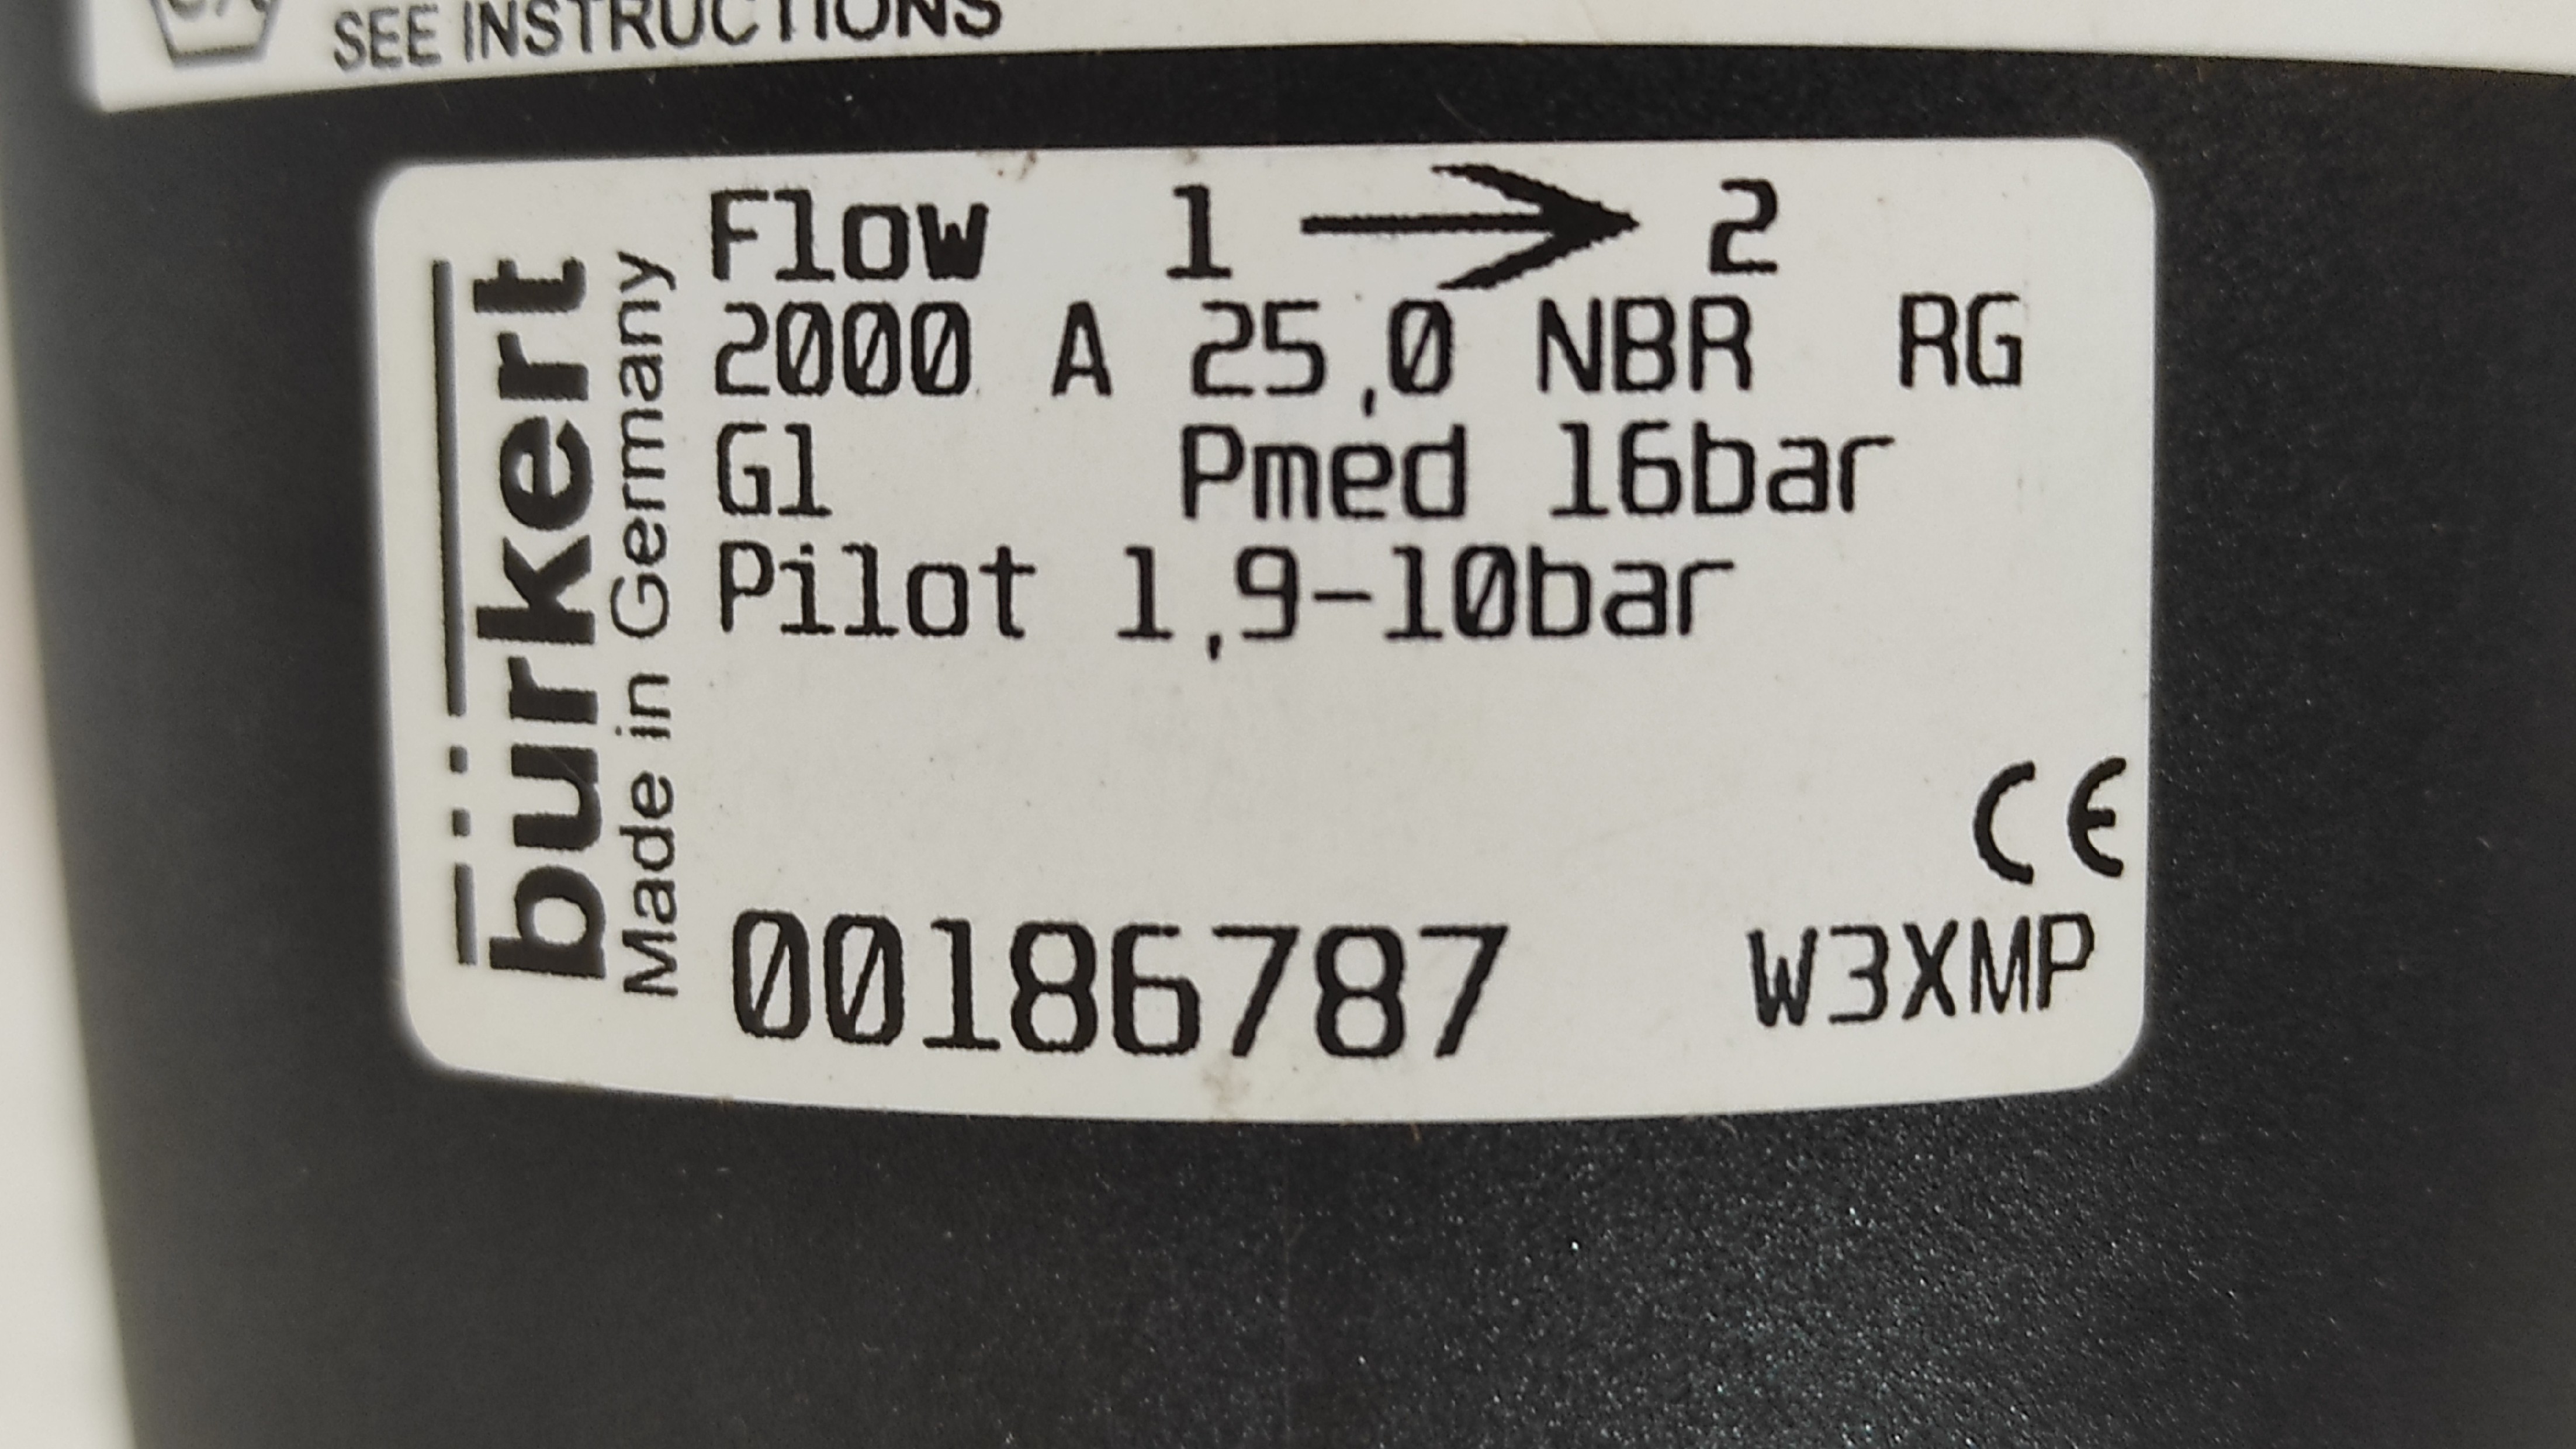 SEE INSTRUCTIONS
bürkert
Made in Germany
Flow 1 → 2
2000 A 25,0 NBR RG
G1 Pmed 16bar
Pilot 1,9-10bar
CE
00186787 W3XMP